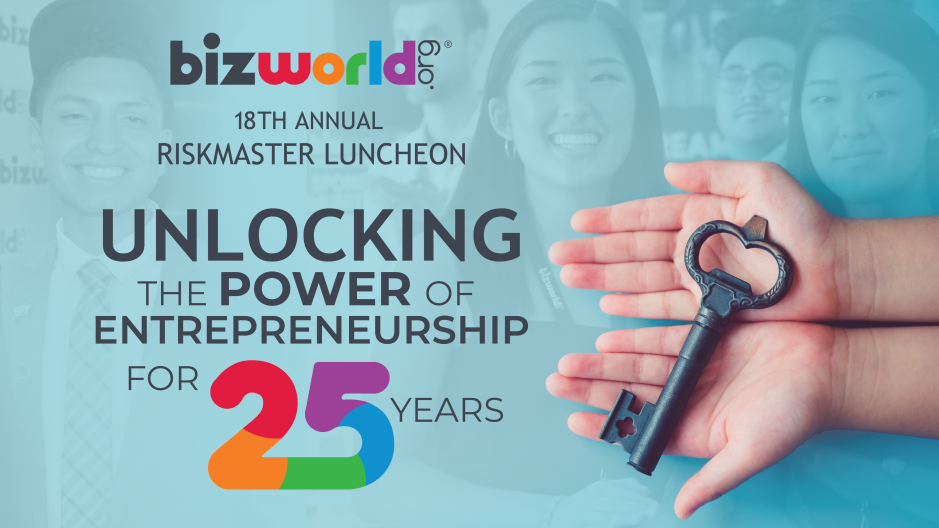 bizworld.org®
18TH ANNUAL
RISKMASTER LUNCHEON
UNLOCKING
THE POWER OF
ENTREPRENEURSHIP
FOR 25 YEARS